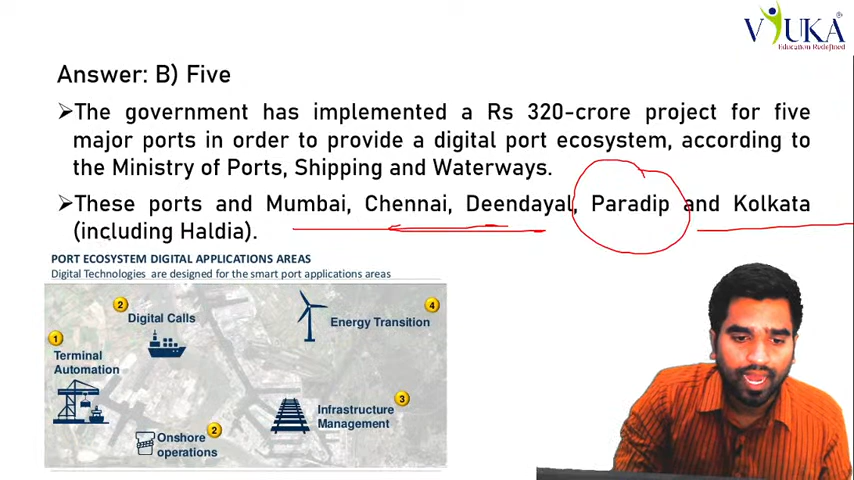 VYUKA
Education Redefined
Answer: B) Five
➢The government has implemented a Rs 320-crore project for five
major ports in order to provide a digital port ecosystem, according to
the Ministry of Ports, Shipping and Waterways.
➢These ports and Mumbai, Chennai, Deendayal, Paradip and Kolkata
(including Haldia).
PORT ECOSYSTEM DIGITAL APPLICATIONS AREAS
Digital Technologies are designed for the smart port applications areas
2
Digital Calls
4
Energy Transition
1
Terminal
Automation
3
Infrastructure
Management
2
Onshore
operations